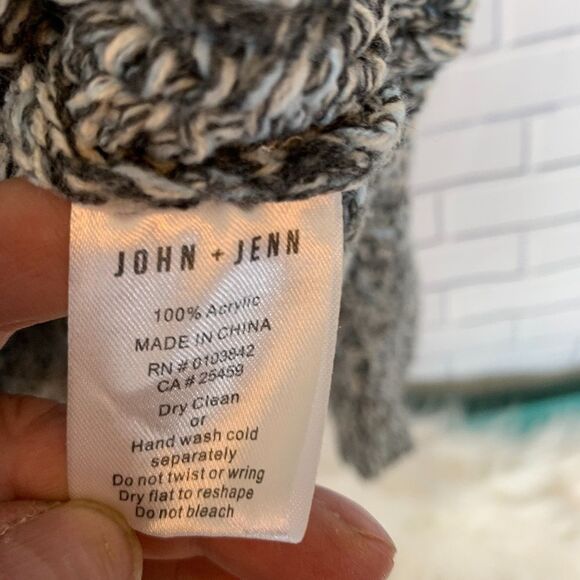 JOHN + JENN
100% Acrylic
MADE IN CHINA
RN # 0103842
CA # 25459
Dry Clean
or
Hand wash cold
separately
Do not twist or wring
Dry flat to reshape
Do not bleach